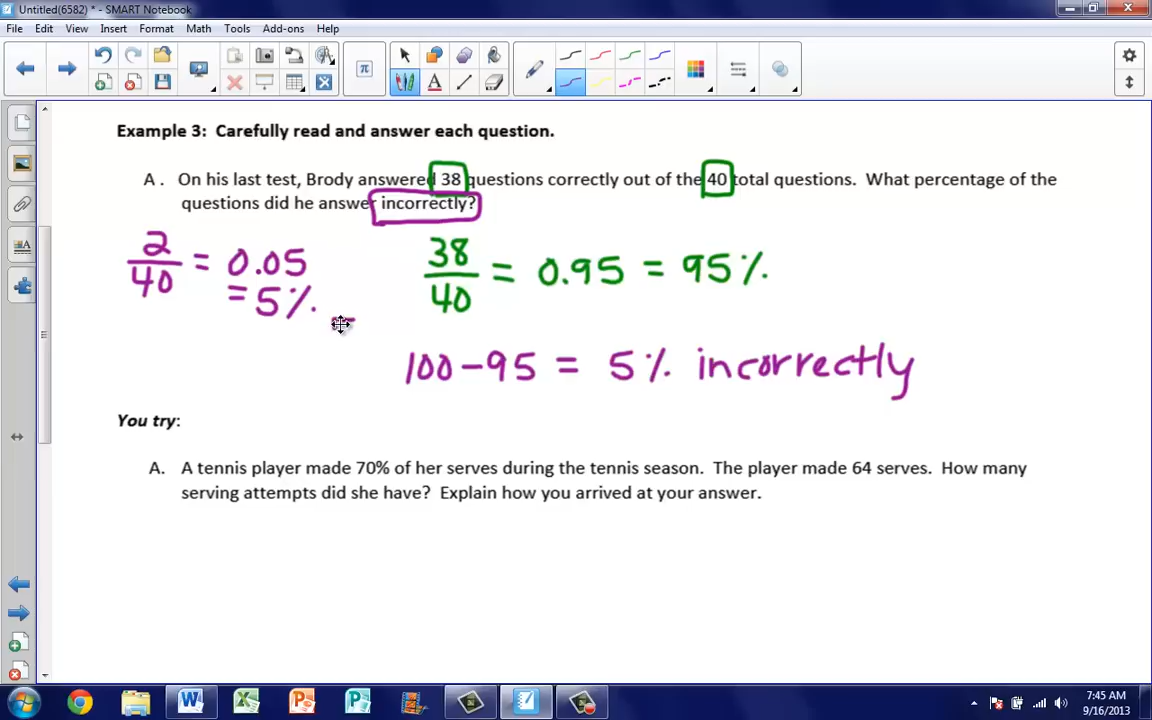 Untitled(6582) * - SMART Notebook
File Edit View Insert Format Math Tools Add-ons Help
Example 3: Carefully read and answer each question.
A . On his last test, Brody answered 38 questions correctly out of the 40 total questions. What percentage of the
questions did he answer incorrectly?
2/40 = 0.05
= 5%
38/40 = 0.95 = 95%
100-95 = 5% incorrectly
You try:
A. A tennis player made 70% of her serves during the tennis season. The player made 64 serves. How many
serving attempts did she have? Explain how you arrived at your answer.
7:45 AM
9/16/2013